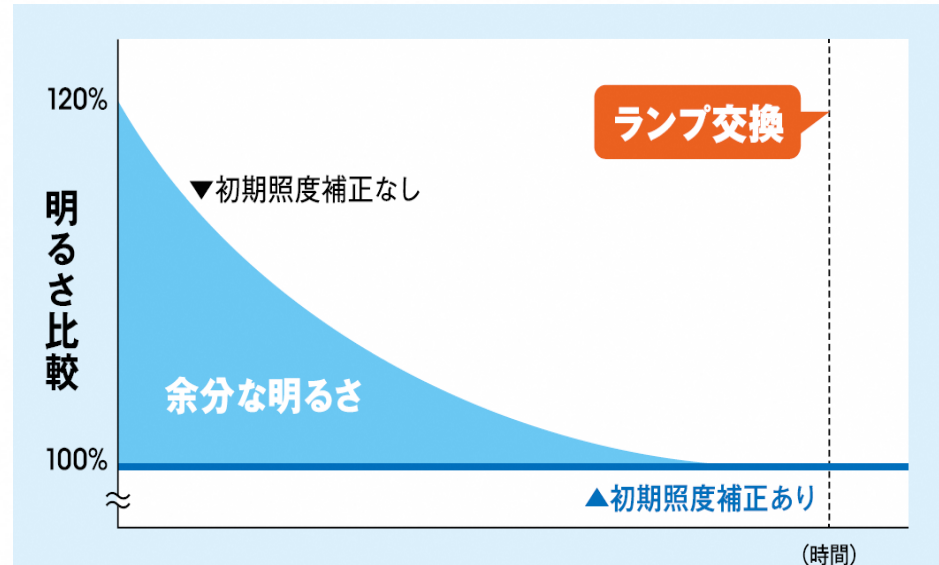 120%
ランプ交換
▼初期照度補正なし
明るさ比較
余分な明るさ
100%
▲初期照度補正あり
(時間)